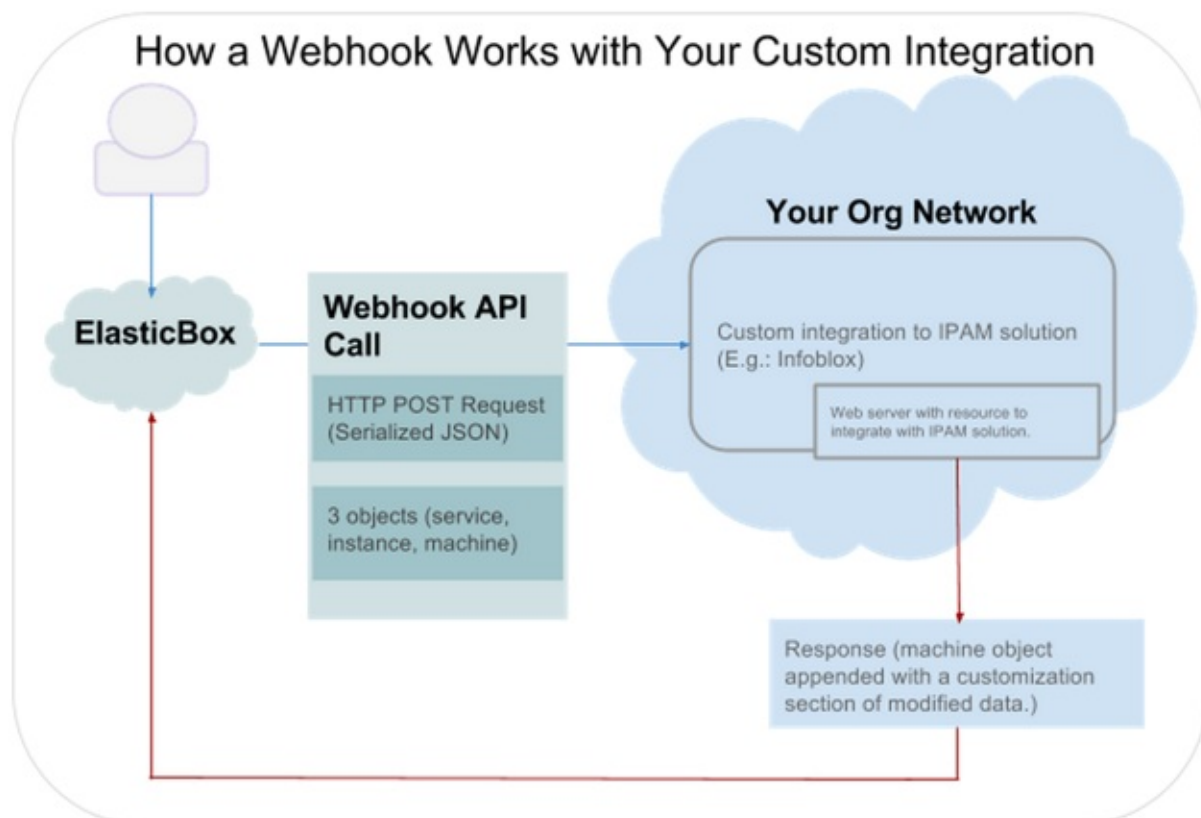 How a Webhook Works with Your Custom Integration
Your Org Network
ElasticBox
Webhook API
Call
HTTP POST Request
(Serialized JSON)
3 objects (service,
instance, machine)
Custom integration to IPAM solution
(E.g.: Infoblox)
Web server with resource to
integrate with IPAM solution.
Response (machine object
appended with a customization
section of modified data.)